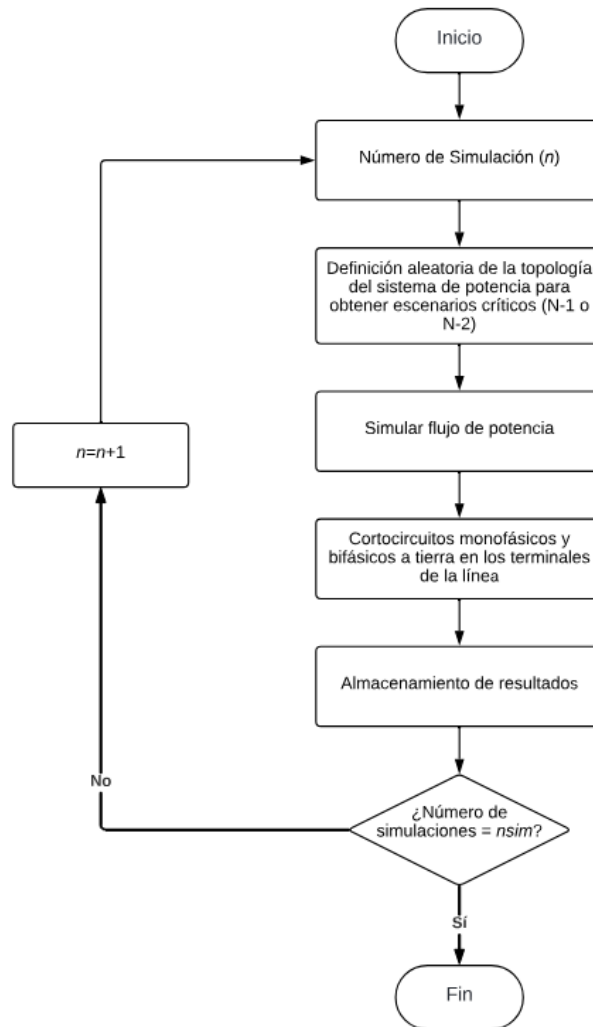 Inicio
Número de Simulación (n)
Definición aleatoria de la topología
del sistema de potencia para
obtener escenarios críticos (N-1 o
N-2)
Simular flujo de potencia
n=n+1
Cortocircuitos monofásicos y
bifásicos a tierra en los terminales
de la línea
Almacenamiento de resultados
No
¿Número de
simulaciones = nsim?
Sí
Fin